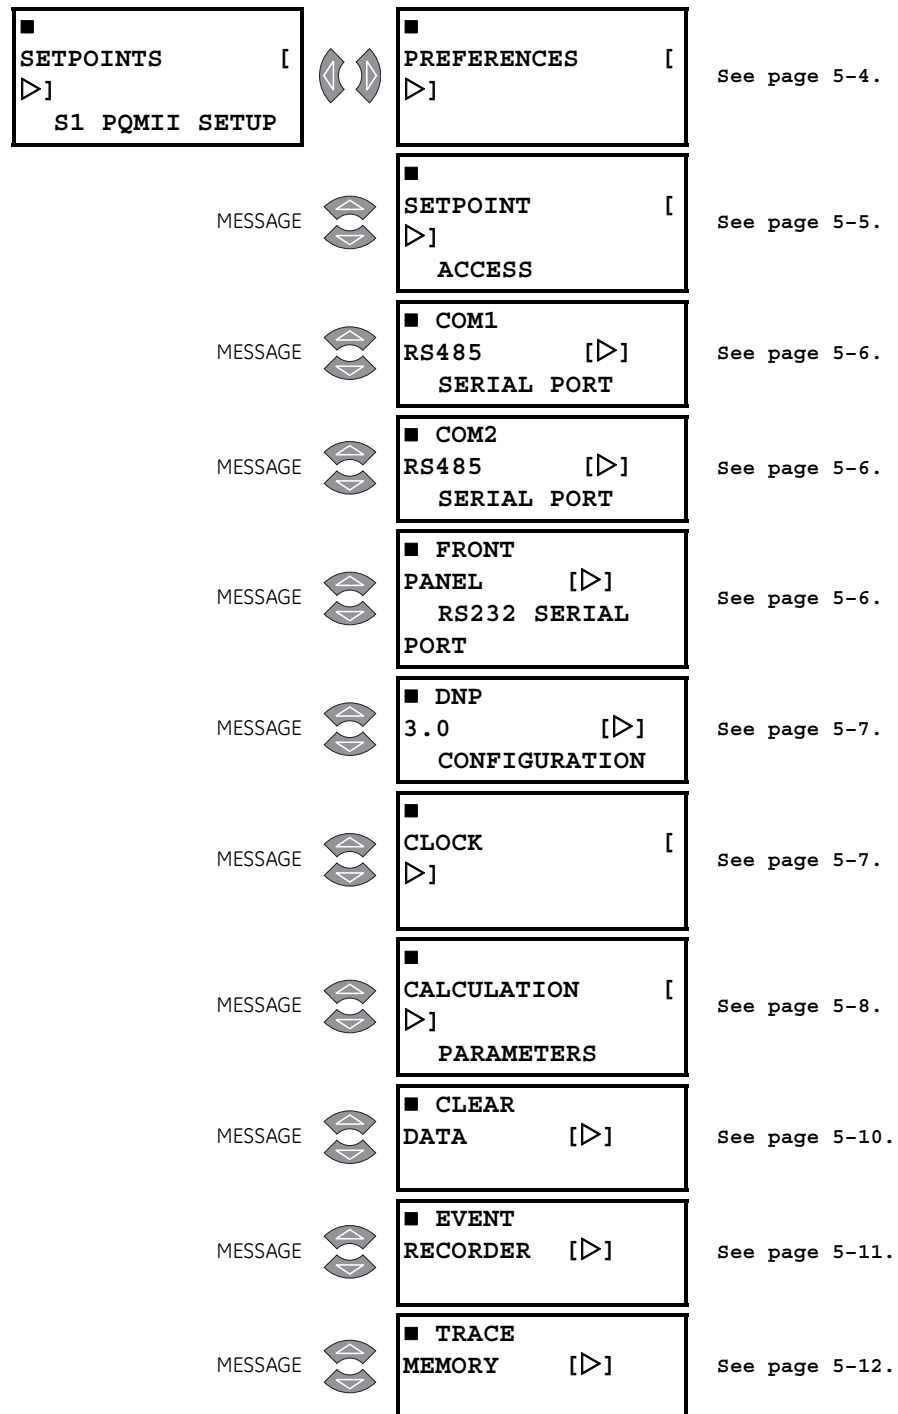 ■
SETPOINTS [
▷]
S1 PQMII SETUP
■
PREFERENCES [
▷]
See page 5-4.
MESSAGE
■
SETPOINT [
▷]
ACCESS
See page 5-5.
MESSAGE
■ COM1
RS485 [▷]
SERIAL PORT
See page 5-6.
MESSAGE
■ COM2
RS485 [▷]
SERIAL PORT
See page 5-6.
MESSAGE
■ FRONT
PANEL [▷]
RS232 SERIAL
PORT
See page 5-6.
MESSAGE
■ DNP
3.0 [▷]
CONFIGURATION
See page 5-7.
MESSAGE
■
CLOCK [
▷]
See page 5-7.
MESSAGE
■
CALCULATION [
▷]
PARAMETERS
See page 5-8.
MESSAGE
■ CLEAR
DATA [▷]
See page 5-10.
MESSAGE
■ EVENT
RECORDER [▷]
See page 5-11.
MESSAGE
■ TRACE
MEMORY [▷]
See page 5-12.